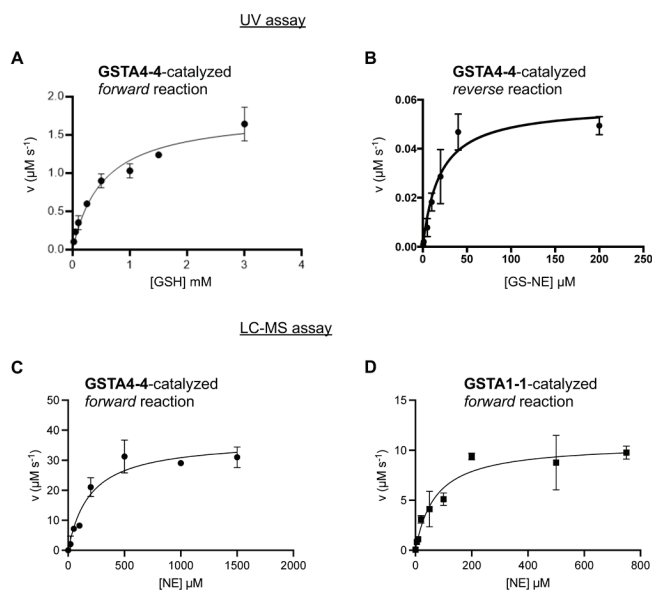 UV assay
A
GSTA4-4-catalyzed
forward reaction
v (µM s⁻¹)
2.0
1.5
1.0
0.5
0.0
0 1 2 3 4
[GSH] mM
B
GSTA4-4-catalyzed
reverse reaction
v (µM s⁻¹)
0.06
0.04
0.02
0.00
0 50 100 150 200 250
[GS-NE] µM
LC-MS assay
C
GSTA4-4-catalyzed
forward reaction
v (µM s⁻¹)
50
40
30
20
10
0
0 500 1000 1500 2000
[NE] µM
D
GSTA1-1-catalyzed
forward reaction
v (µM s⁻¹)
15
10
5
0
0 200 400 600 800
[NE] µM